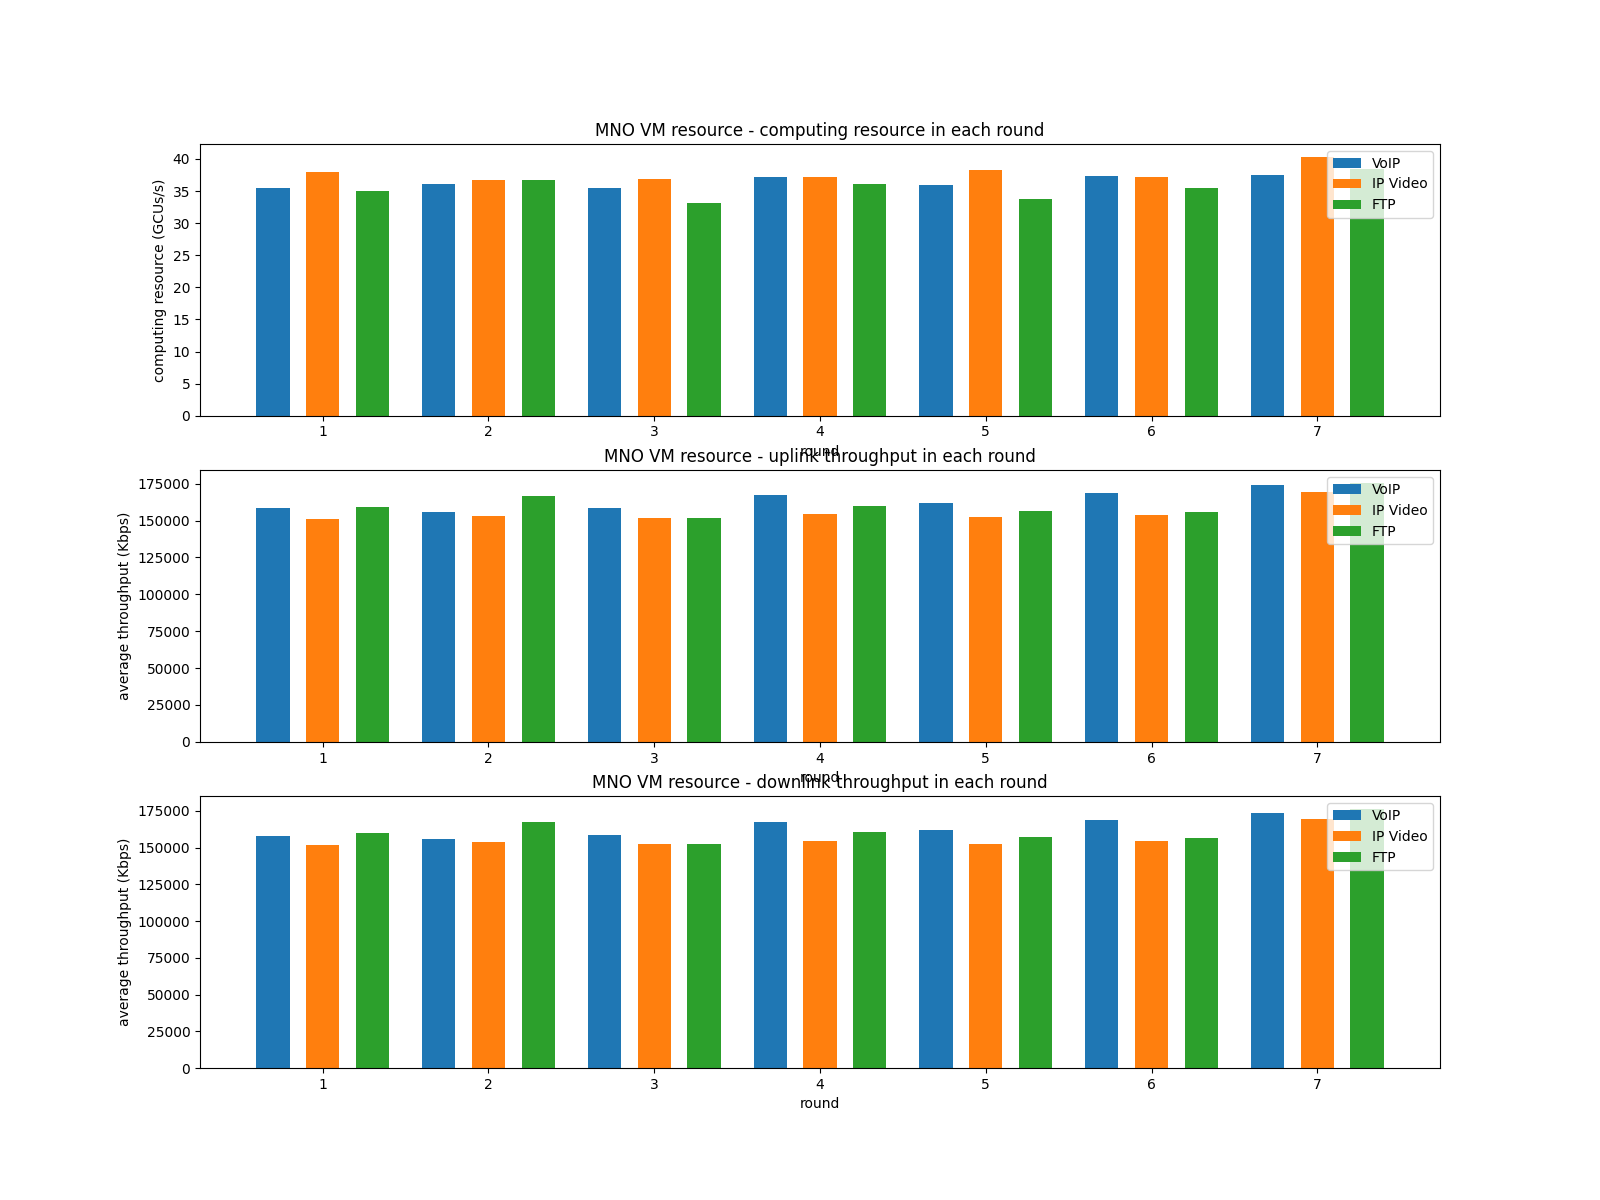 MNO VM resource - computing resource in each round
computing resource (GCUs/s)
40
35
30
25
20
15
10
5
0
VoIP
IP Video
FTP
1 2 3 4 5 6 7
round
MNO VM resource - uplink throughput in each round
average throughput (Kbps)
175000
150000
125000
100000
75000
50000
25000
0
VoIP
IP Video
FTP
1 2 3 4 5 6 7
round
MNO VM resource - downlink throughput in each round
average throughput (Kbps)
175000
150000
125000
100000
75000
50000
25000
0
VoIP
IP Video
FTP
1 2 3 4 5 6 7
round